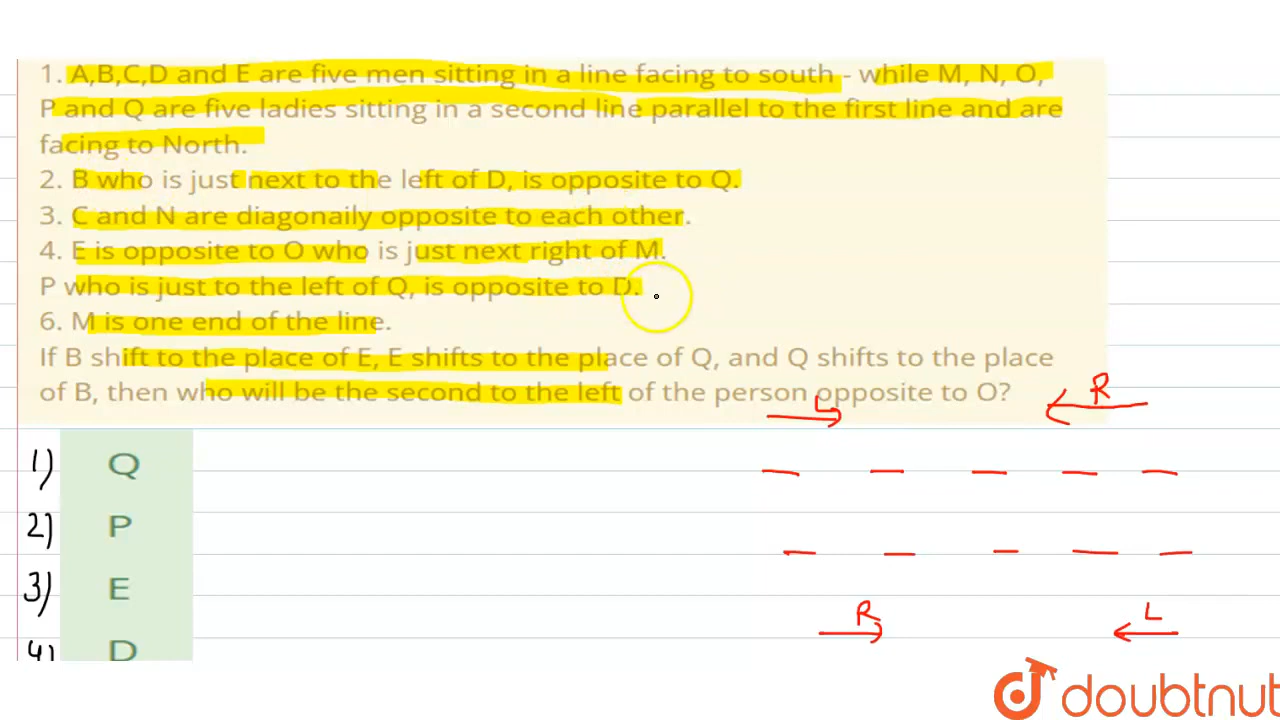 1. A,B,C,D and E are five men sitting in a line facing to south - while M, N, O,
P and Q are five ladies sitting in a second line parallel to the first line and are
facing to North.
2. B who is just next to the left of D, is opposite to Q.
3. C and N are diagonaily opposite to each other.
4. E is opposite to O who is just next right of M.
P who is just to the left of Q, is opposite to D.
6. M is one end of the line.
If B shift to the place of E, E shifts to the place of Q, and Q shifts to the place
of B, then who will be the second to the left of the person opposite to O?
L R
1) Q
2) P
3) E
R L
4) D
doubtnut